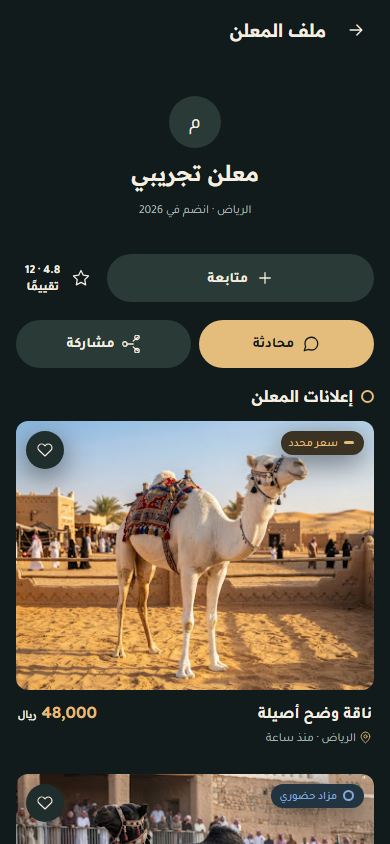 ملف المعلن
م
معلن تجريبي
الرياض · انضم في 2026
متابعة
4.8 · 12
تقييمًا
محادثة
مشاركة
إعلانات المعلن
سعر محدد
ناقة وضح أصيلة
48,000 ريال
الرياض · منذ ساعة
مزاد حضوري